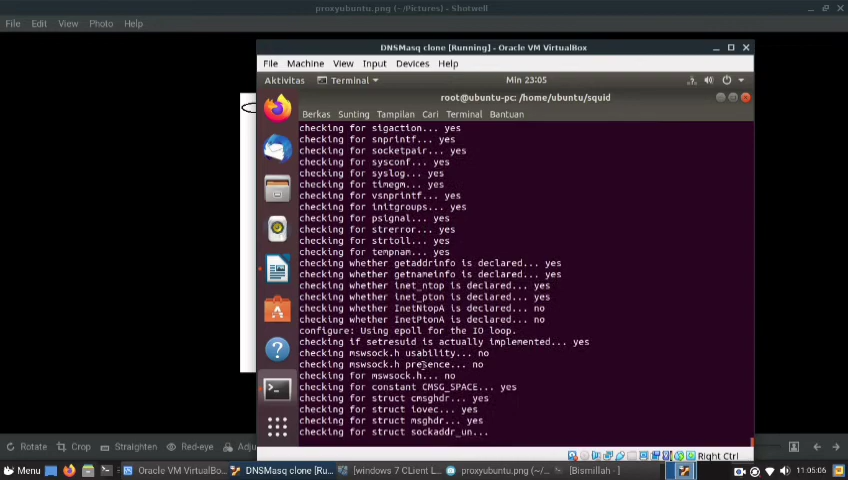 proxyubuntu.png (~/Pictures) - Shotwell
File Edit View Photo Help
DNSMasq clone [Running] - Oracle VM VirtualBox
File Machine View Input Devices Help
Aktivitas Terminal Min 23:05
root@ubuntu-pc: /home/ubuntu/squid
Berkas Sunting Tampilan Cari Terminal Bantuan
checking for sigaction... yes
checking for snprintf... yes
checking for socketpair... yes
checking for sysconf... yes
checking for syslog... yes
checking for timegm... yes
checking for vsnprintf... yes
checking for initgroups... yes
checking for psignal... yes
checking for strerror... yes
checking for strtoll... yes
checking for tempnam... yes
checking whether getaddrinfo is declared... yes
checking whether getnameinfo is declared... yes
checking whether inet_ntop is declared... yes
checking whether inet_pton is declared... yes
checking whether InetNtopA is declared... no
checking whether InetPtonA is declared... no
configure: Using epoll for the IO loop.
checking if setresuid is actually implemented... yes
checking mswsock.h usability... no
checking mswsock.h presence... no
checking for mswsock.h... no
checking for constant CMSG_SPACE... yes
checking for struct cmsghdr... yes
checking for struct iovec... yes
checking for struct msghdr... yes
checking for struct sockaddr_un...
Rotate Crop Straighten Red-eye Adju
Right Ctrl
Menu Oracle VM VirtualBo... DNSMasq clone [Ru... [windows 7 CLient L... proxyubuntu.png (~/... [Bismillah - ] 11.05.06